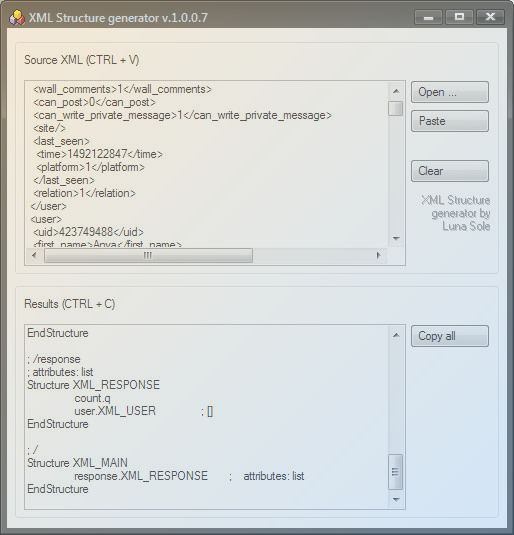 XML Structure generator v.1.0.0.7
Source XML (CTRL + V)
<wall_comments>1</wall_comments>
<can_post>0</can_post>
<can_write_private_message>1</can_write_private_message>
<site/>
<last_seen>
<time>1492122847</time>
<platform>1</platform>
</last_seen>
<relation>1</relation>
</user>
<user>
<uid>423749488</uid>
<first_name>Anya</first_name>
Open ...
Paste
Clear
XML Structure
generator by
Luna Sole
Results (CTRL + C)
EndStructure
; /response
; attributes: list
Structure XML_RESPONSE
count.q
user.XML_USER ; []
EndStructure
; /
Structure XML_MAIN
response.XML_RESPONSE ; attributes: list
EndStructure
Copy all